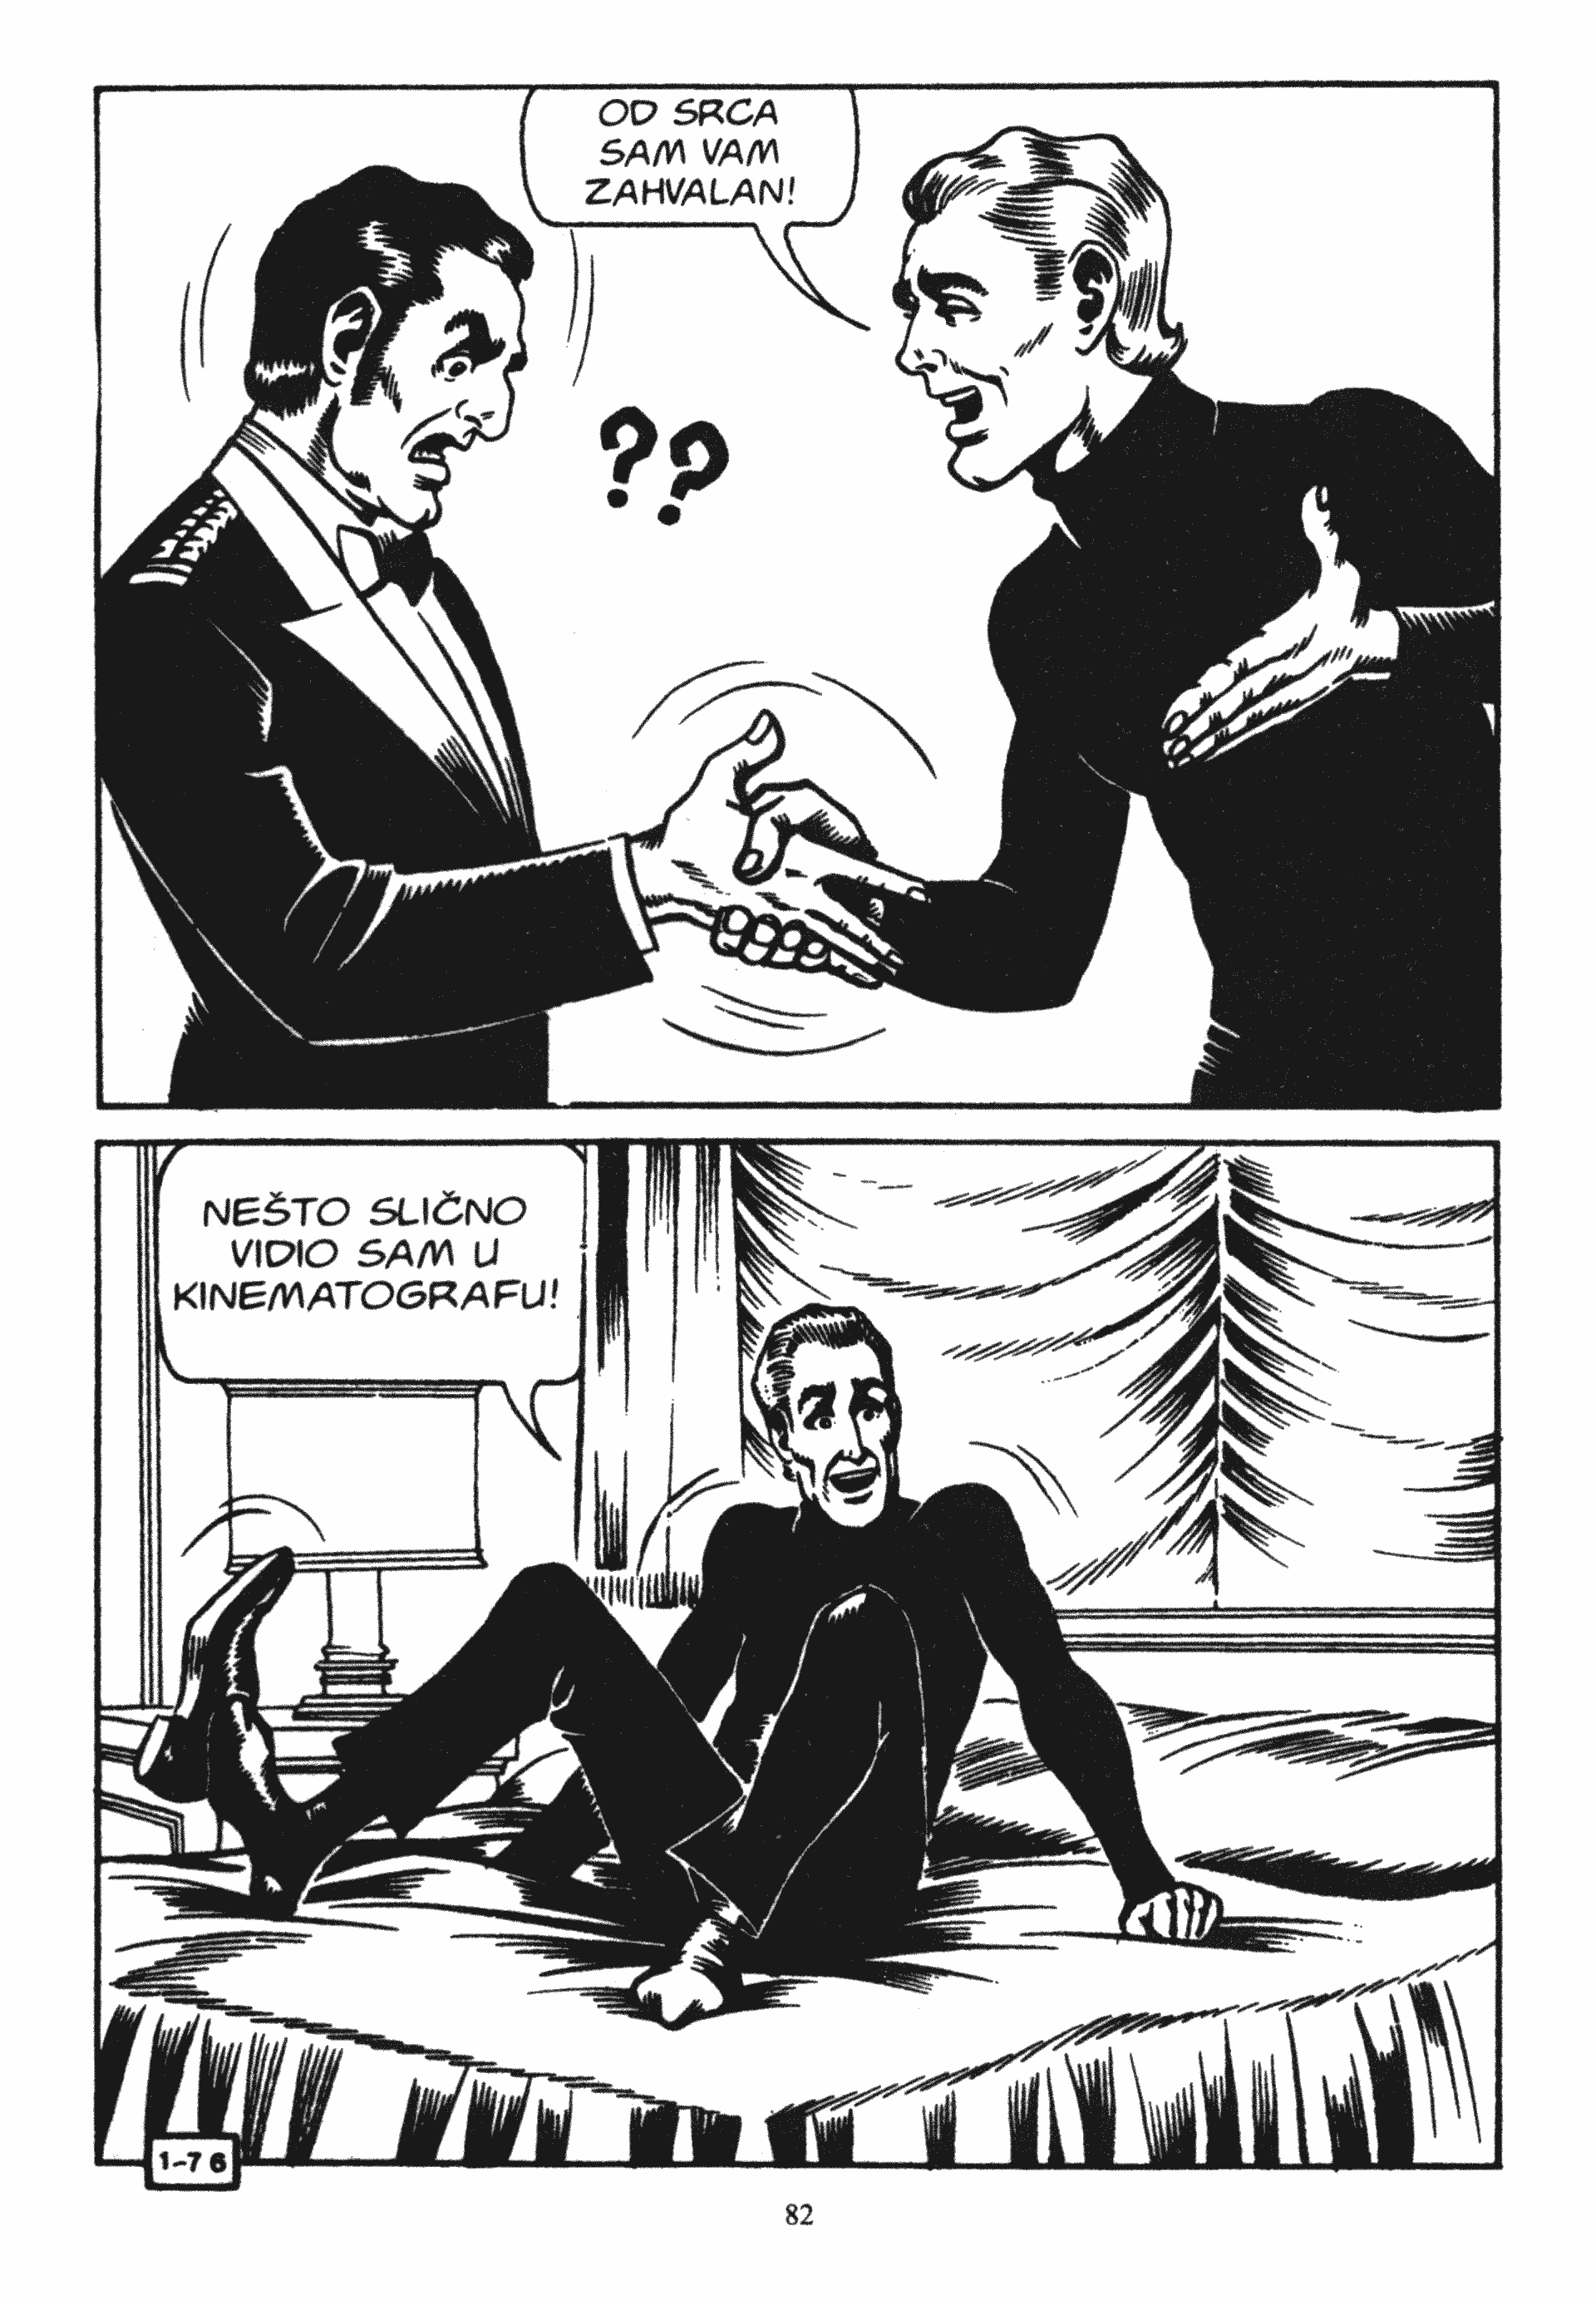 OD SRCA
SAM VAM
ZAHVALAN!
??
NEŠTO SLIČNO
VIDIO SAM U
KINEMATOGRAFU!
1-76
82